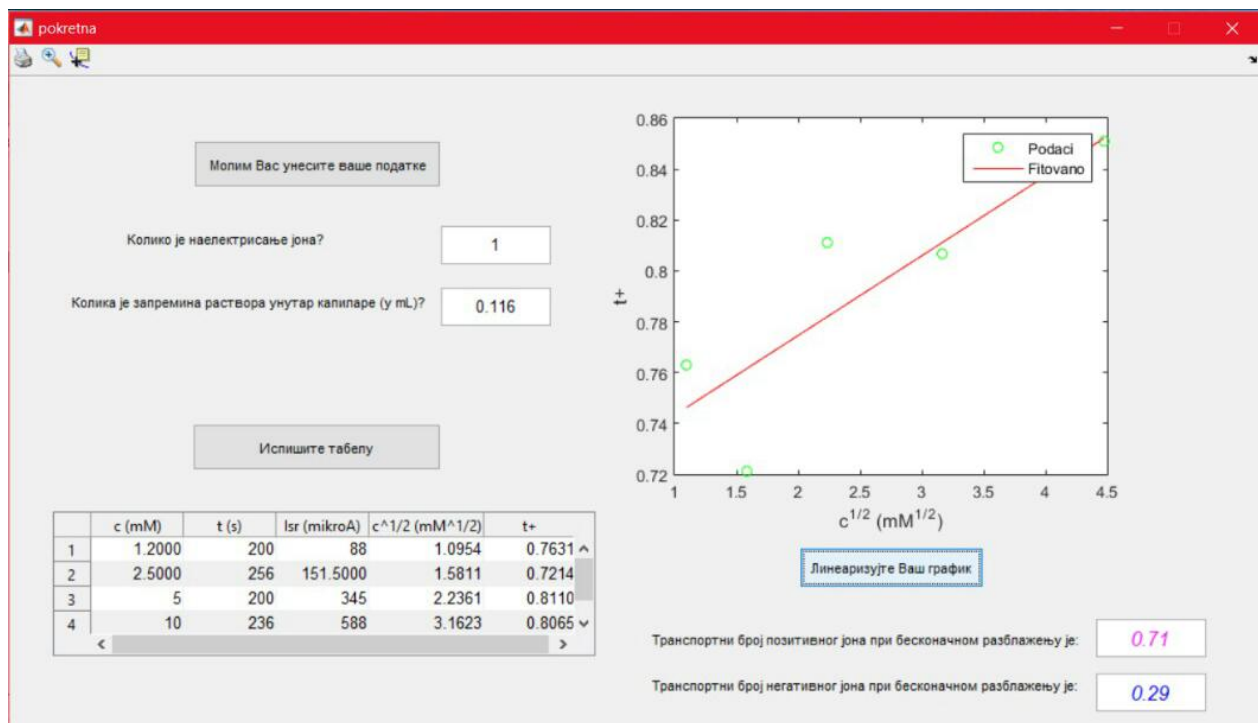 pokretna
Молим Вас унесите ваше податке
Колико је наелектрисање јона?
1
Колика је запремина раствора унутар капиларе (у mL)?
0.116
Испишите табелу
c (mM) t (s) Isr (mikroA) c^1/2 (mM^1/2) t+
1 1.2000 200 88 1.0954 0.7631
2 2.5000 256 151.5000 1.5811 0.7214
3 5 200 345 2.2361 0.8110
4 10 236 588 3.1623 0.8065
0.86
0.84
0.82
0.8
0.78
0.76
0.74
0.72
t+
Podaci
Fitovano
1 1.5 2 2.5 3 3.5 4 4.5
c^1/2 (mM^1/2)
Линеаризујте Ваш график
Транспортни број позитивног јона при бесконачном разблажењу је:
0.71
Транспортни број негативног јона при бесконачном разблажењу је:
0.29